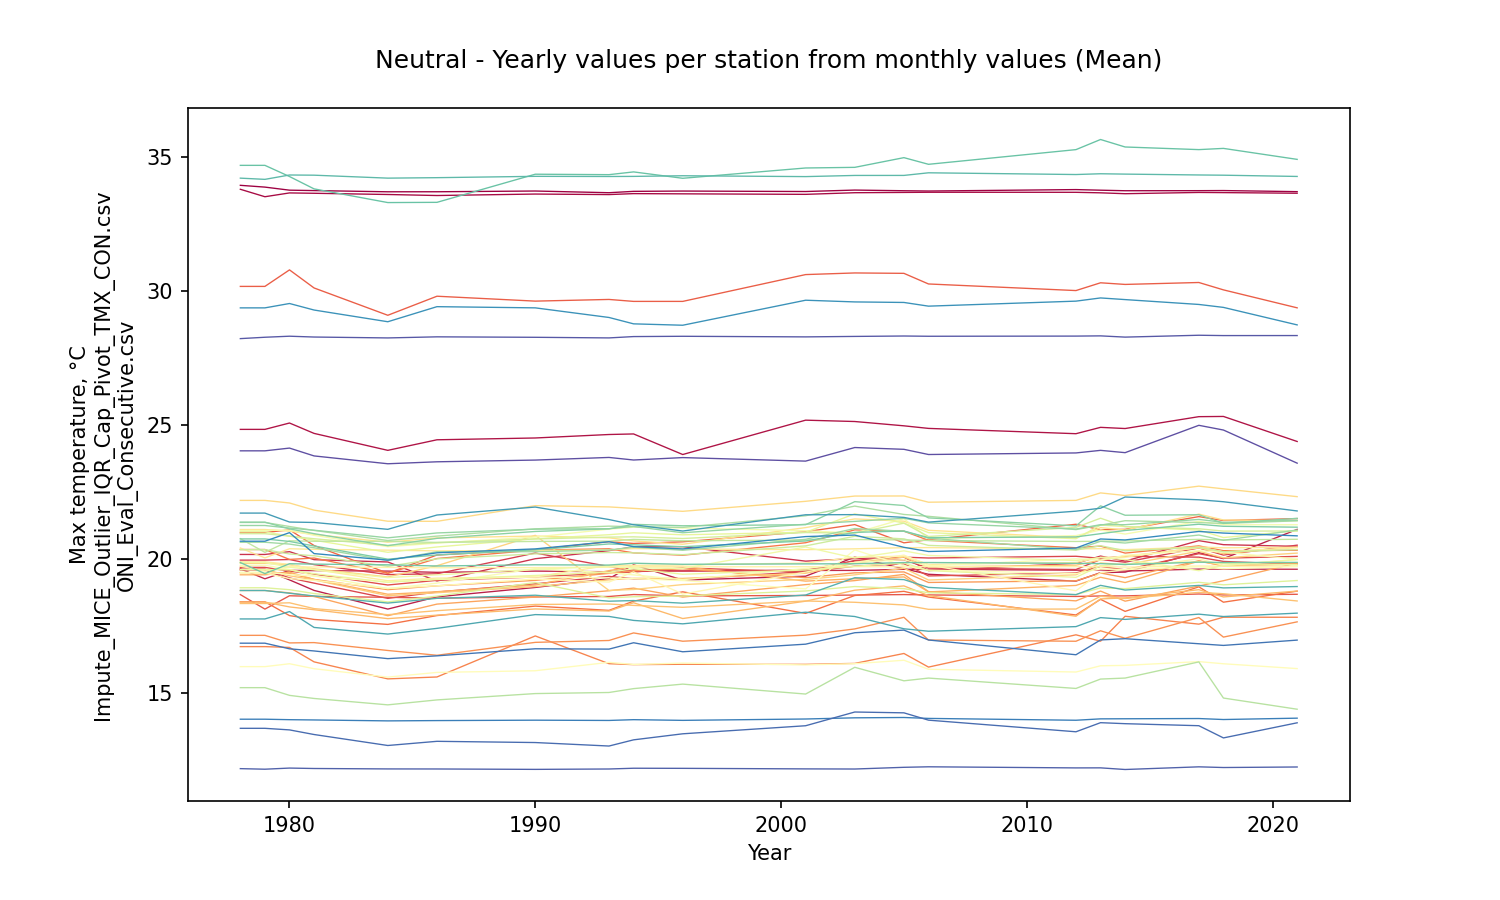 Neutral - Yearly values per station from monthly values (Mean)
Max temperature, °C
Impute_MICE_Outlier_IQR_Cap_Pivot_TMX_CON.csv
ONI_Eval_Consecutive.csv
35
30
25
20
15
1980
1990
2000
2010
2020
Year